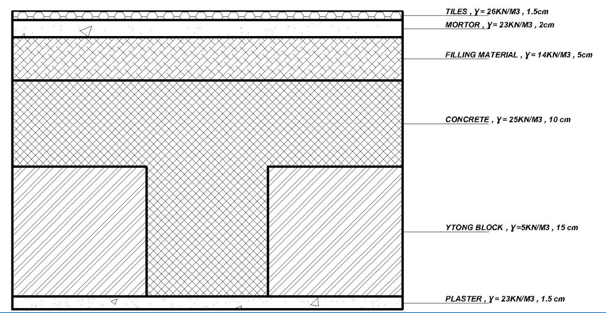 TILES , γ = 26KN/M3 , 1.5cm
MORTOR , γ = 23KN/M3 , 2cm
FILLING MATERIAL , γ = 14KN/M3 , 5cm
CONCRETE , γ = 25KN/M3 , 10 cm
YTONG BLOCK , γ =5KN/M3 , 15 cm
PLASTER , γ = 23KN/M3 , 1.5 cm